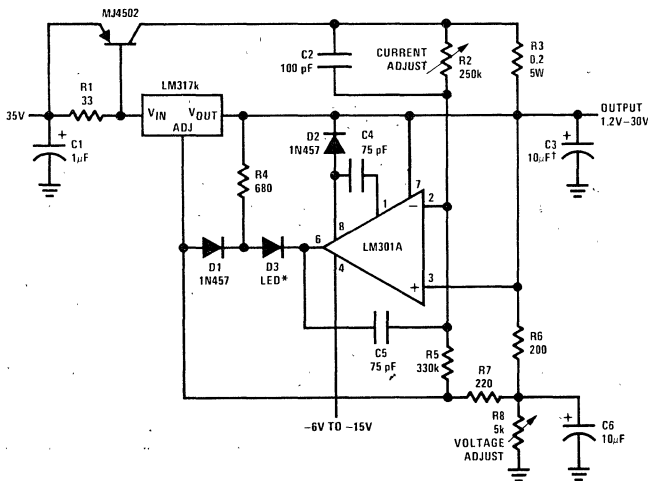 MJ4502
R1
33
35V
C1
1µF
+
LM317k
VIN
VOUT
ADJ
C2
100 pF
CURRENT
ADJUST
R2
250k
R3
0.2
5W
OUTPUT
1.2V–30V
+
C3
10µF†
D2
1N457
C4
75 pF
R4
680
8
1
7
2
–
6
LM301A
4
3
+
D1
1N457
D3
LED*
C5
75 pF
R5
330k
R6
200
R7
220
R8
5k
VOLTAGE
ADJUST
+
C6
10µF
–6V TO –15V